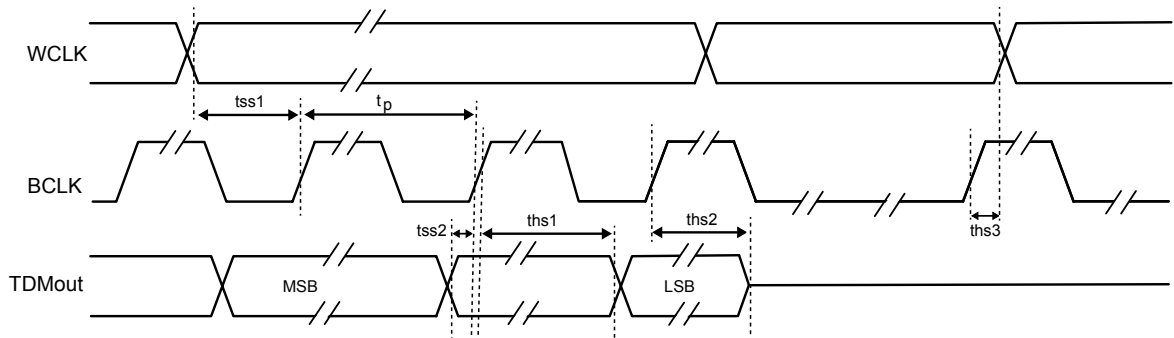 WCLK
tss1
tp
BCLK
tss2
ths1
ths2
ths3
TDMout
MSB
LSB